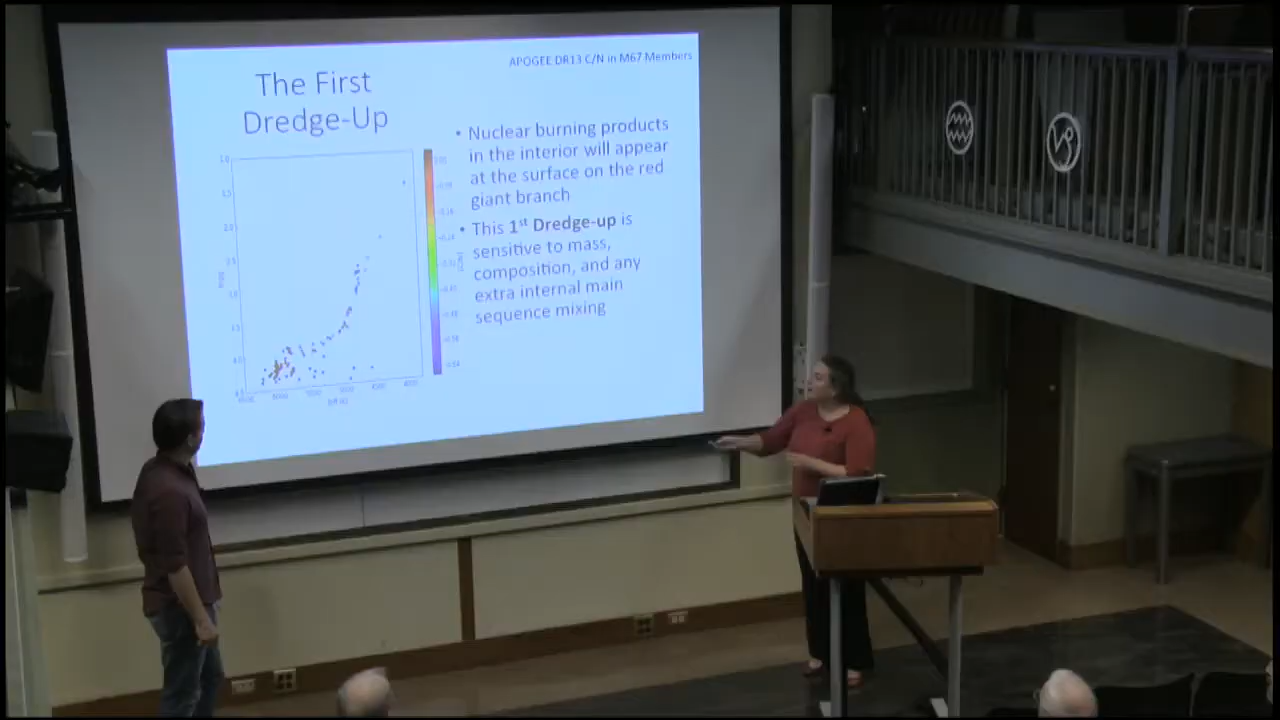 APOGEE DR13 C/N in M67 Members
The First
Dredge-Up
• Nuclear burning products
in the interior will appear
at the surface on the red
giant branch
• This 1st Dredge-up is
sensitive to mass,
composition, and any
extra internal main
sequence mixing